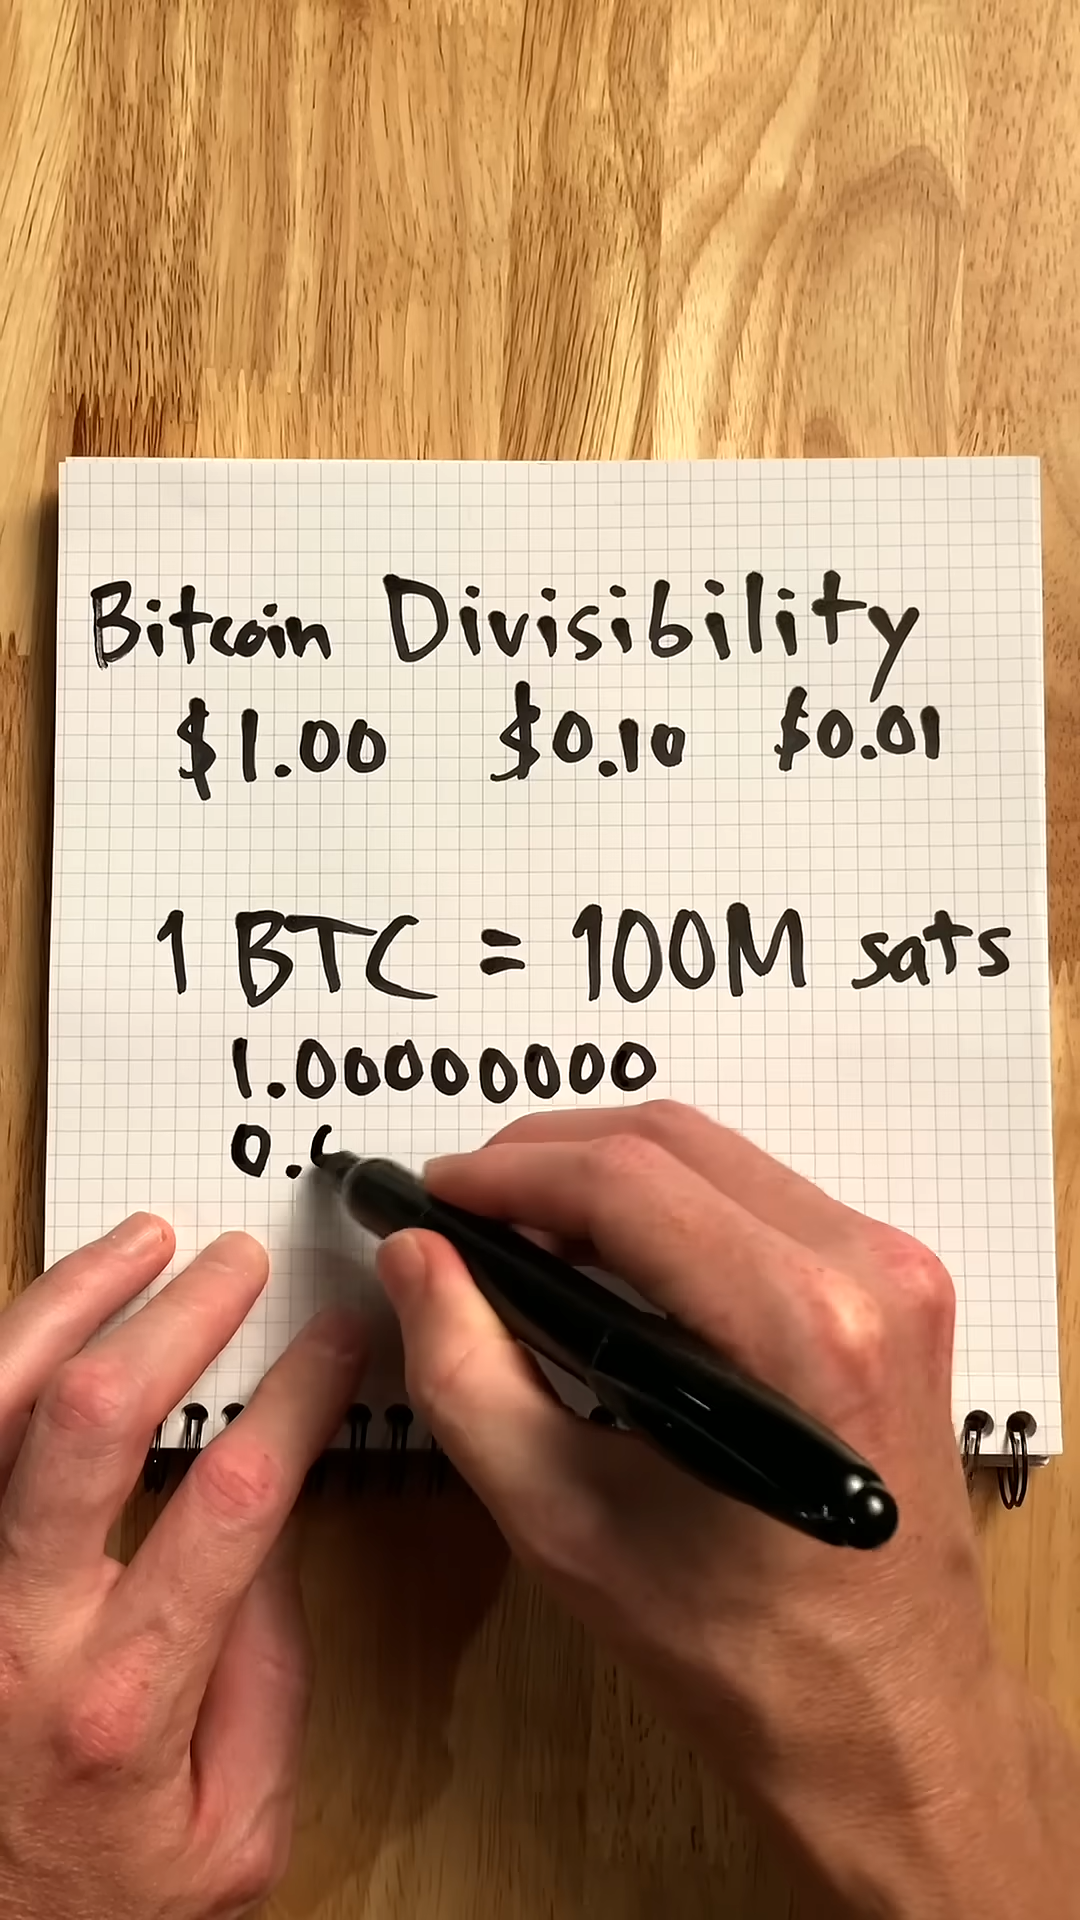 Bitcoin Divisibility
$1.00 $0.10 $0.01
1 BTC = 100M sats
1.00000000
0.